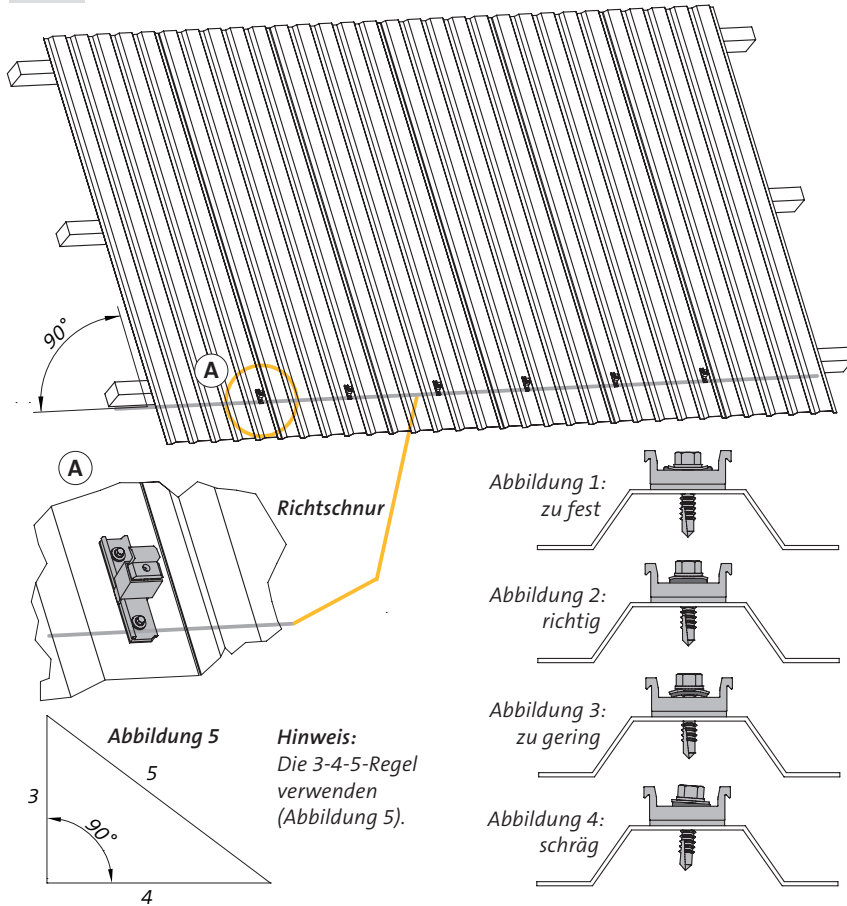 90°
A
A
Richtschnur
Abbildung 1:
zu fest
Abbildung 2:
richtig
Abbildung 3:
zu gering
Abbildung 4:
schräg
Abbildung 5
3
5
90°
4
Hinweis:
Die 3-4-5-Regel
verwenden
(Abbildung 5).